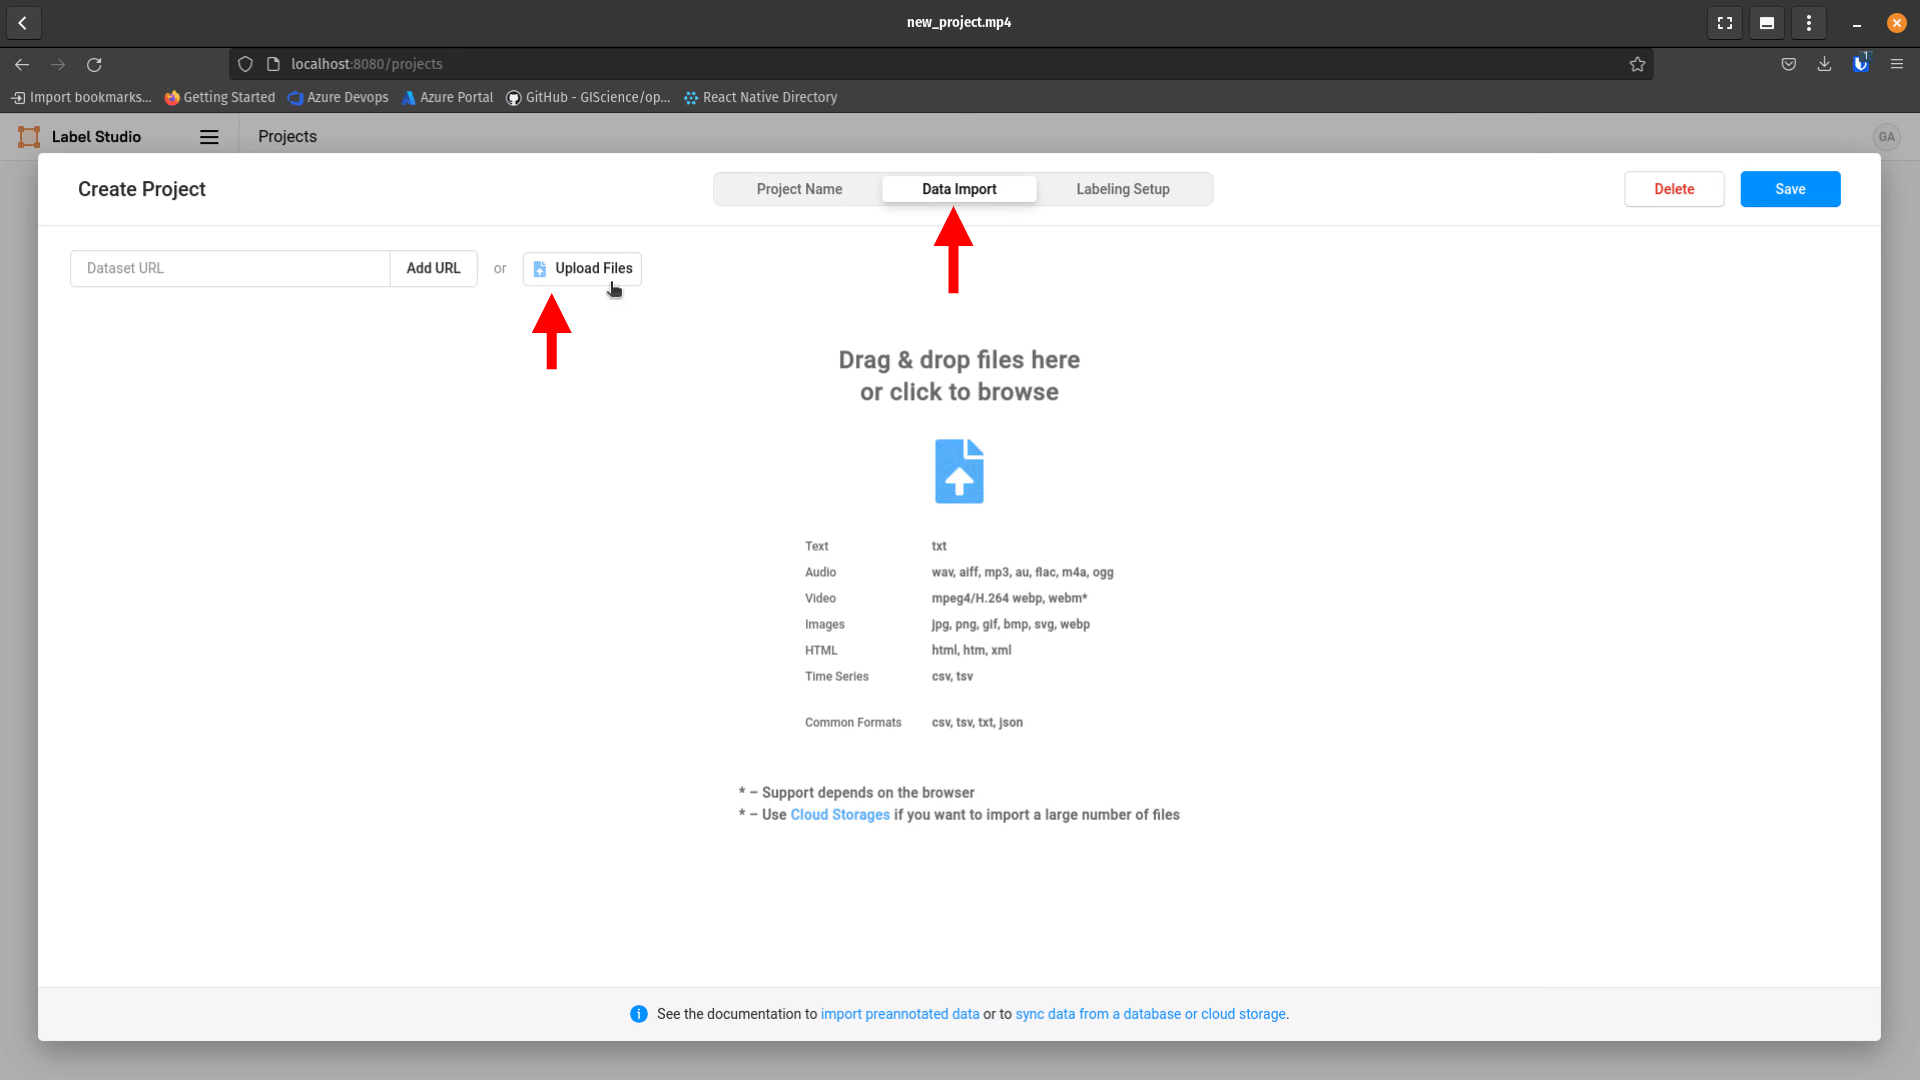 new_project.mp4
localhost:8080/projects
1
Import bookmarks... Getting Started Azure Devops Azure Portal GitHub - GIScience/op... React Native Directory
Label Studio Projects GA
Create Project Project Name Data Import Labeling Setup Delete Save
Dataset URL Add URL or Upload Files
Drag & drop files here
or click to browse
Text txt
Audio wav, aiff, mp3, au, flac, m4a, ogg
Video mpeg4/H.264 webp, webm*
Images jpg, png, gif, bmp, svg, webp
HTML html, htm, xml
Time Series csv, tsv
Common Formats csv, tsv, txt, json
* – Support depends on the browser
* – Use Cloud Storages if you want to import a large number of files
See the documentation to import preannotated data or to sync data from a database or cloud storage.